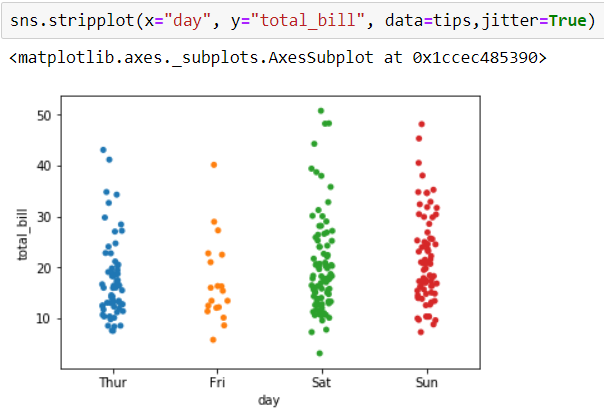 sns.stripplot(x="day", y="total_bill", data=tips,jitter=True)
<matplotlib.axes._subplots.AxesSubplot at 0x1ccec485390>
50
40
30
20
10
total_bill
Thur Fri Sat Sun
day